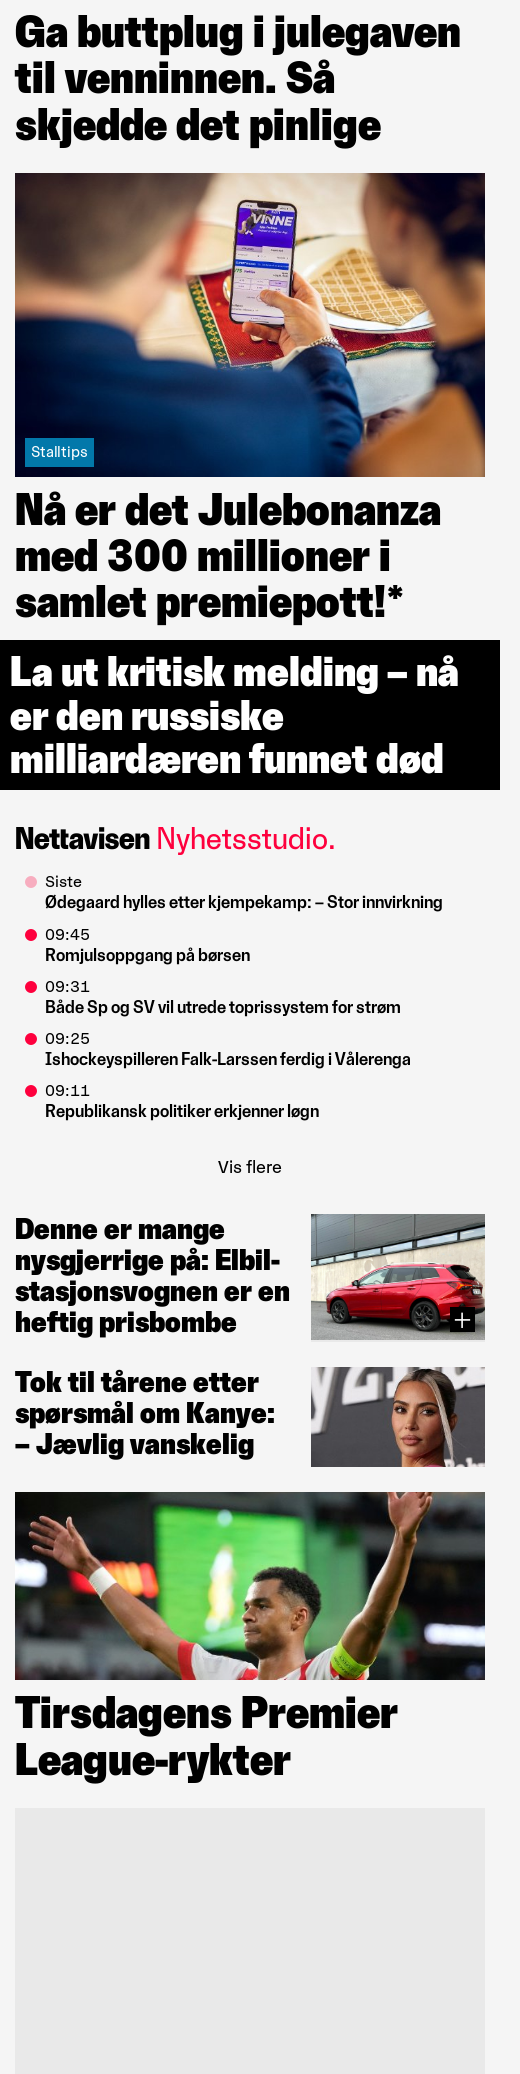 Ga buttplug i julegaven
til venninnen. Så
skjedde det pinlige
VINNE
Stalltips
Nå er det Julebonanza
med 300 millioner i
samlet premiepott!*
La ut kritisk melding – nå
er den russiske
milliardæren funnet død
Nettavisen Nyhetsstudio.
Siste
Ødegaard hylles etter kjempekamp: – Stor innvirkning
09:45
Romjulsoppgang på børsen
09:31
Både Sp og SV vil utrede toprissystem for strøm
09:25
Ishockeyspilleren Falk-Larssen ferdig i Vålerenga
09:11
Republikansk politiker erkjenner løgn
Vis flere
Denne er mange
nysgjerrige på: Elbil-
stasjonsvognen er en
heftig prisbombe
Tok til tårene etter
spørsmål om Kanye:
– Jævlig vanskelig
Tirsdagens Premier
League-rykter